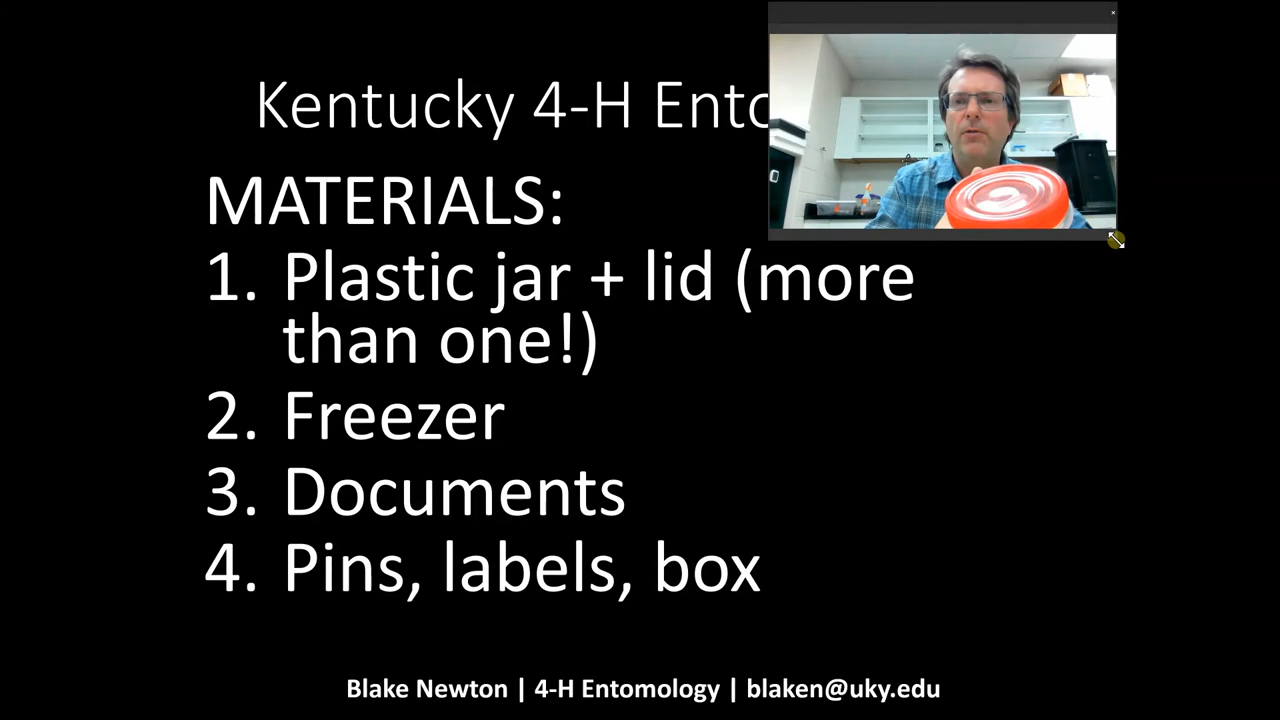 Kentucky 4-H Ento
MATERIALS:
1. Plastic jar + lid (more
than one!)
2. Freezer
3. Documents
4. Pins, labels, box
Blake Newton | 4-H Entomology | blaken@uky.edu